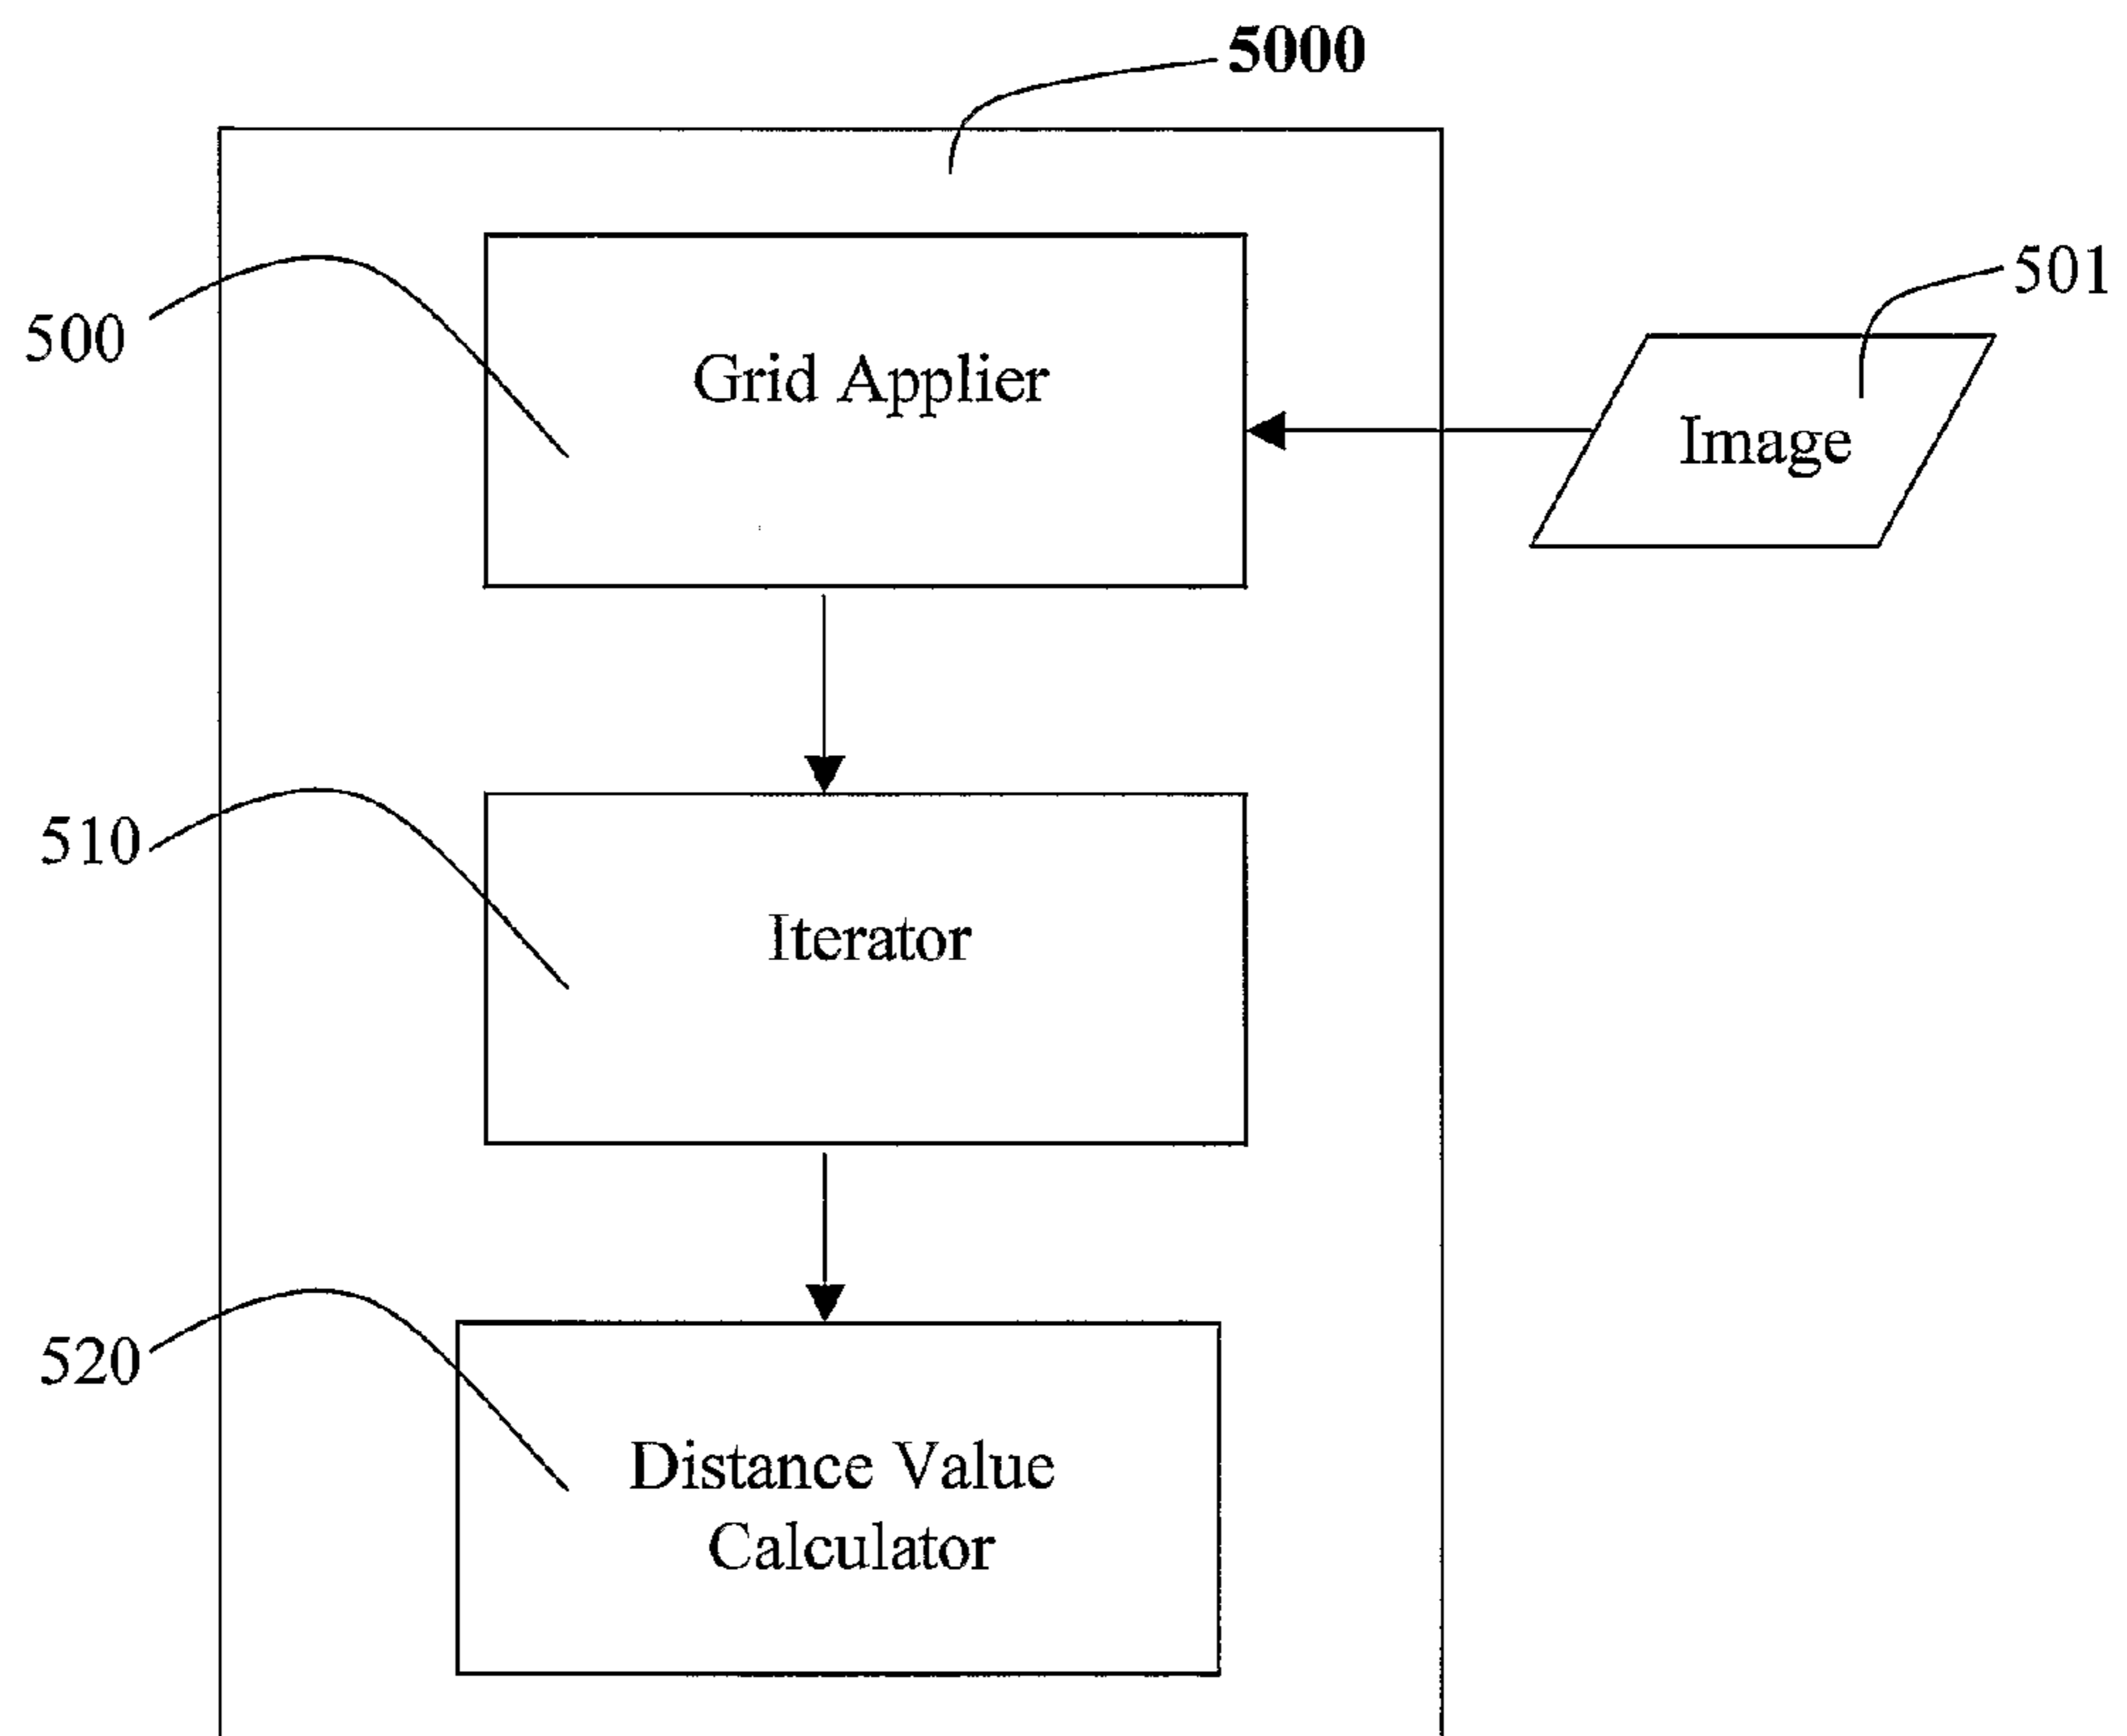 5000
501
500
Grid Applier
Image
510
Iterator
520
Distance Value
Calculator